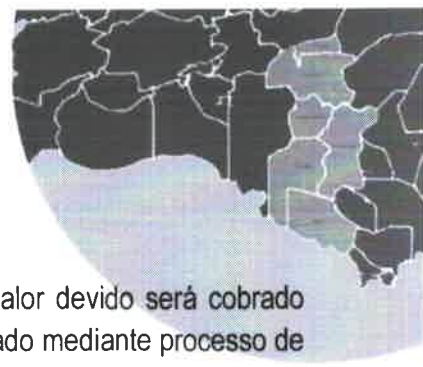 alor devido será cobrado
ado mediante processo de